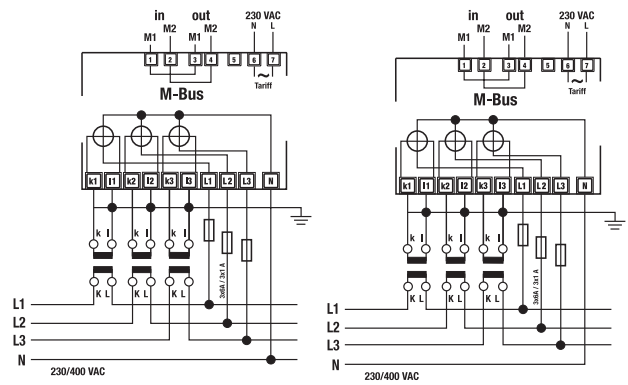 in out 230 VAC
M1 M2 M1 M2 N L
1 2 3 4 5 6 7
~
Tariff
M-Bus
k1 l1 k2 l2 k3 l3 L1 L2 L3 N
k l k l k l
3x6A / 3x1 A
K L K L K L
L1
L2
L3
N
230/400 VAC
in out 230 VAC
M1 M2 M1 M2 N L
1 2 3 4 5 6 7
~
Tariff
M-Bus
k1 l1 k2 l2 k3 l3 L1 L2 L3 N
k l k l k l
3x6A / 3x1 A
K L K L K L
L1
L2
L3
N
230/400 VAC